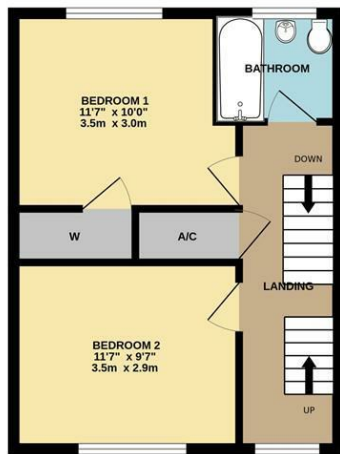 BATHROOM
BEDROOM 1
11'7" x 10'0"
3.5m x 3.0m
DOWN
W
A/C
LANDING
BEDROOM 2
11'7" x 9'7"
3.5m x 2.9m
UP